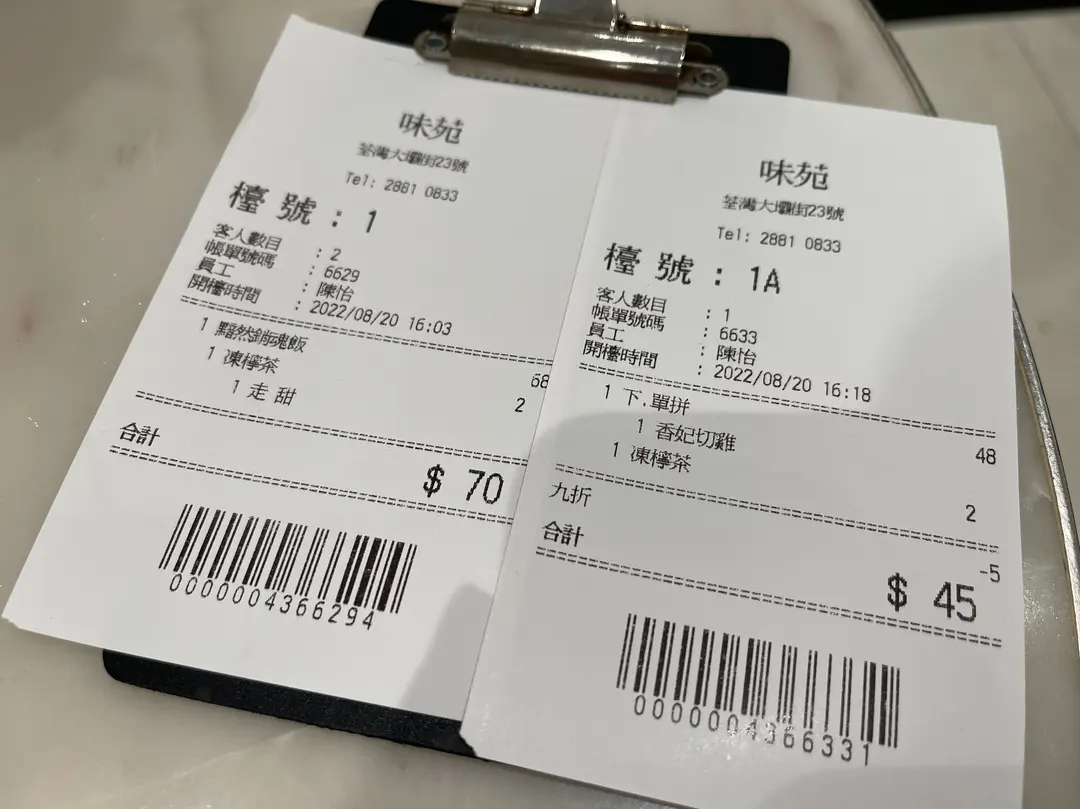 味苑
荃灣大壩街23號
Tel: 2881 0833
檯 號 : 1
客人數目 : 2
帳單號碼 : 6629
員工 : 陳怡
開檯時間 : 2022/08/20 16:03
1 黯然銷魂飯 68
1 凍檸茶 2
1 走 甜
合計 $ 70
0000004366294
味苑
荃灣大壩街23號
Tel: 2881 0833
檯 號 : 1A
客人數目 : 1
帳單號碼 : 6633
員工 : 陳怡
開檯時間 : 2022/08/20 16:18
1 下.單拼 48
1 香妃切雞
1 凍檸茶 2
九折 -5
合計 $ 45
0000004366331